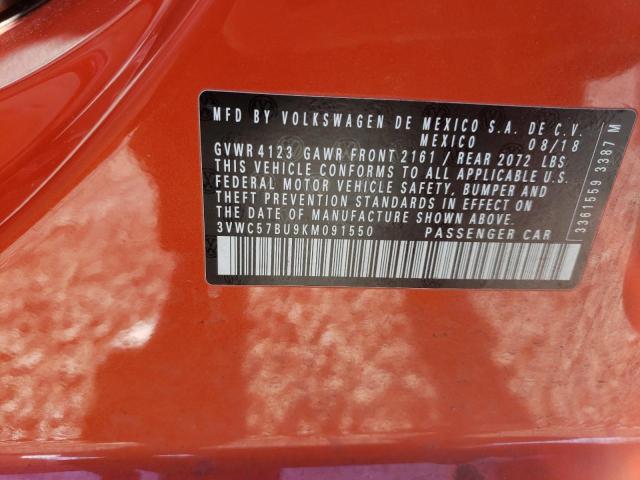 MFD BY VOLKSWAGEN DE MEXICO S.A. DE C.V.
MEXICO 08/18
GVWR 4123 GAWR FRONT 2161 / REAR 2072 LBS
THIS VEHICLE CONFORMS TO ALL APPLICABLE U.S.
FEDERAL MOTOR VEHICLE SAFETY, BUMPER AND
THEFT PREVENTION STANDARDS IN EFFECT ON
THE DATE OF MANUFACTURE SHOWN ABOVE.
3VWC57BU9KM091550 PASSENGER CAR
3361559 3387 M